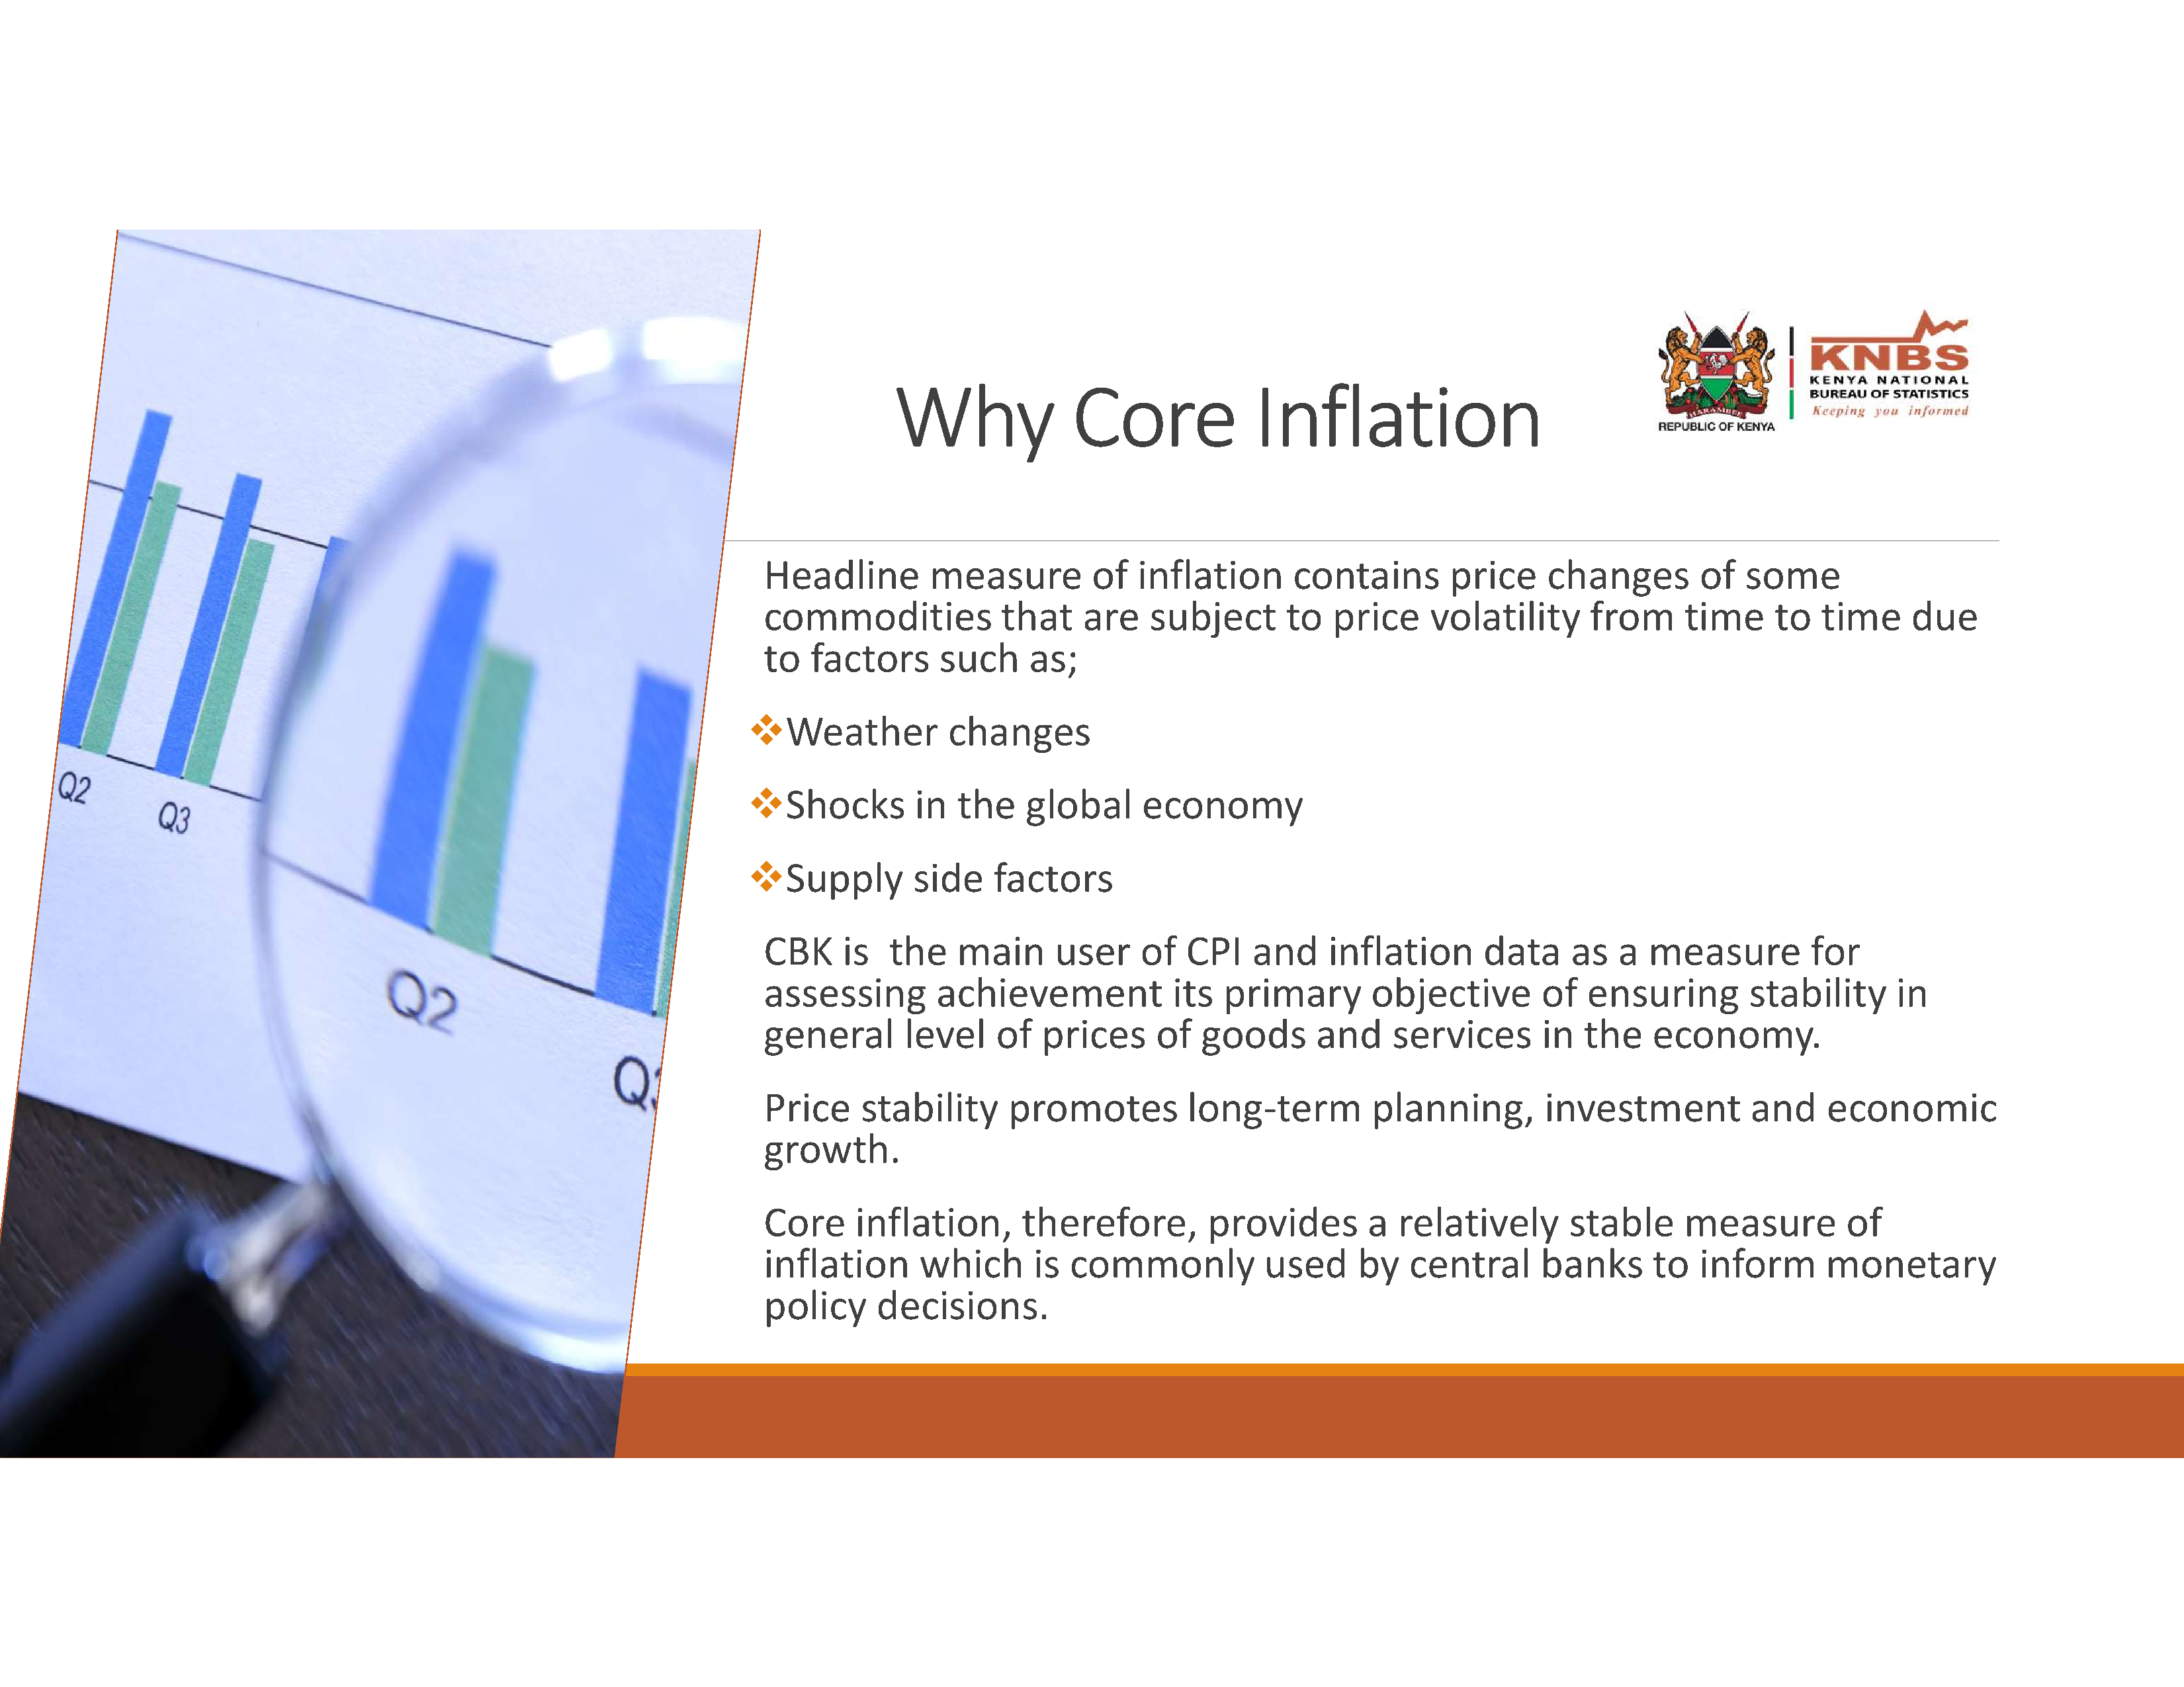 Why Core Inflation
HARAMBEE
REPUBLIC OF KENYA
KNBS
KENYA NATIONAL
BUREAU OF STATISTICS
Keeping you informed
Headline measure of inflation contains price changes of some
commodities that are subject to price volatility from time to time due
to factors such as;
❖Weather changes
❖Shocks in the global economy
❖Supply side factors
CBK is the main user of CPI and inflation data as a measure for
assessing achievement its primary objective of ensuring stability in
general level of prices of goods and services in the economy.
Price stability promotes long-term planning, investment and economic
growth.
Core inflation, therefore, provides a relatively stable measure of
inflation which is commonly used by central banks to inform monetary
policy decisions.
Q2
Q3
Q2